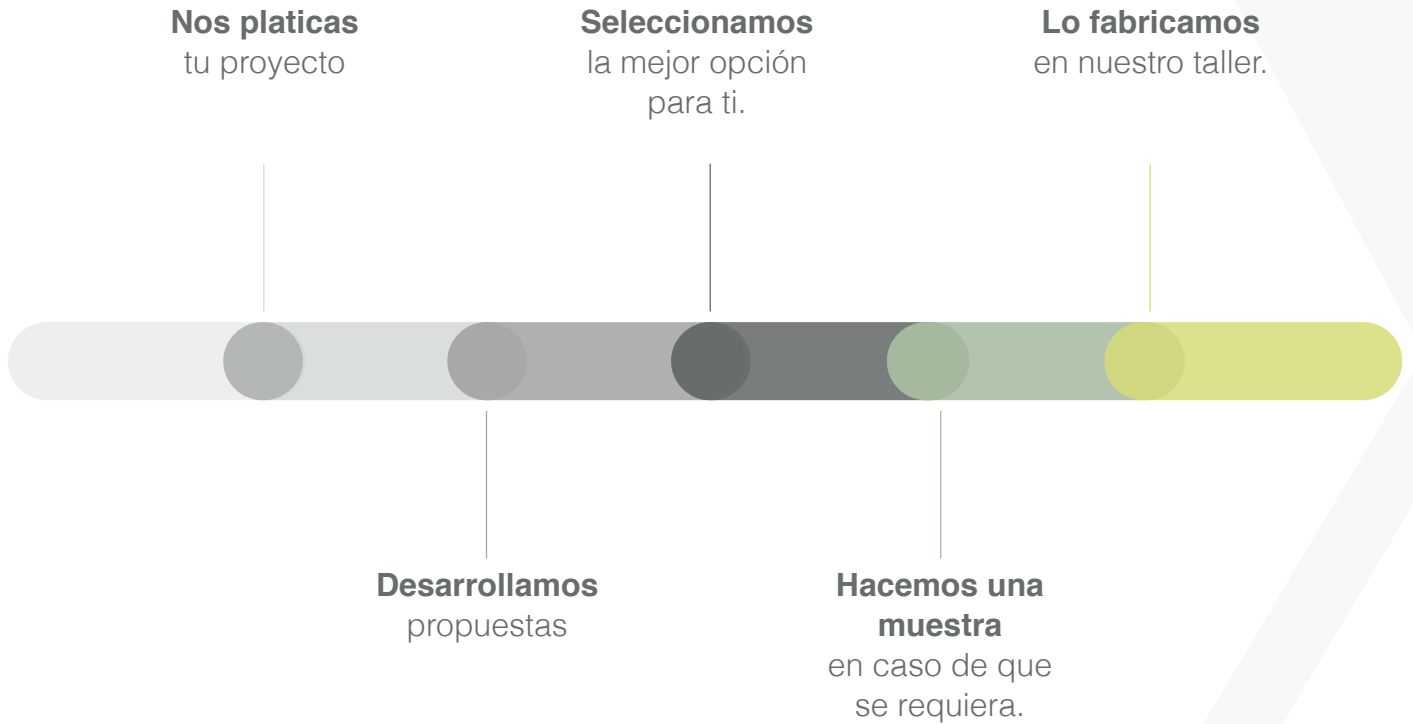 Nos platicas
tu proyecto
Seleccionamos
la mejor opción
para ti.
Lo fabricamos
en nuestro taller.
Desarrollamos
propuestas
Hacemos una
muestra
en caso de que
se requiera.